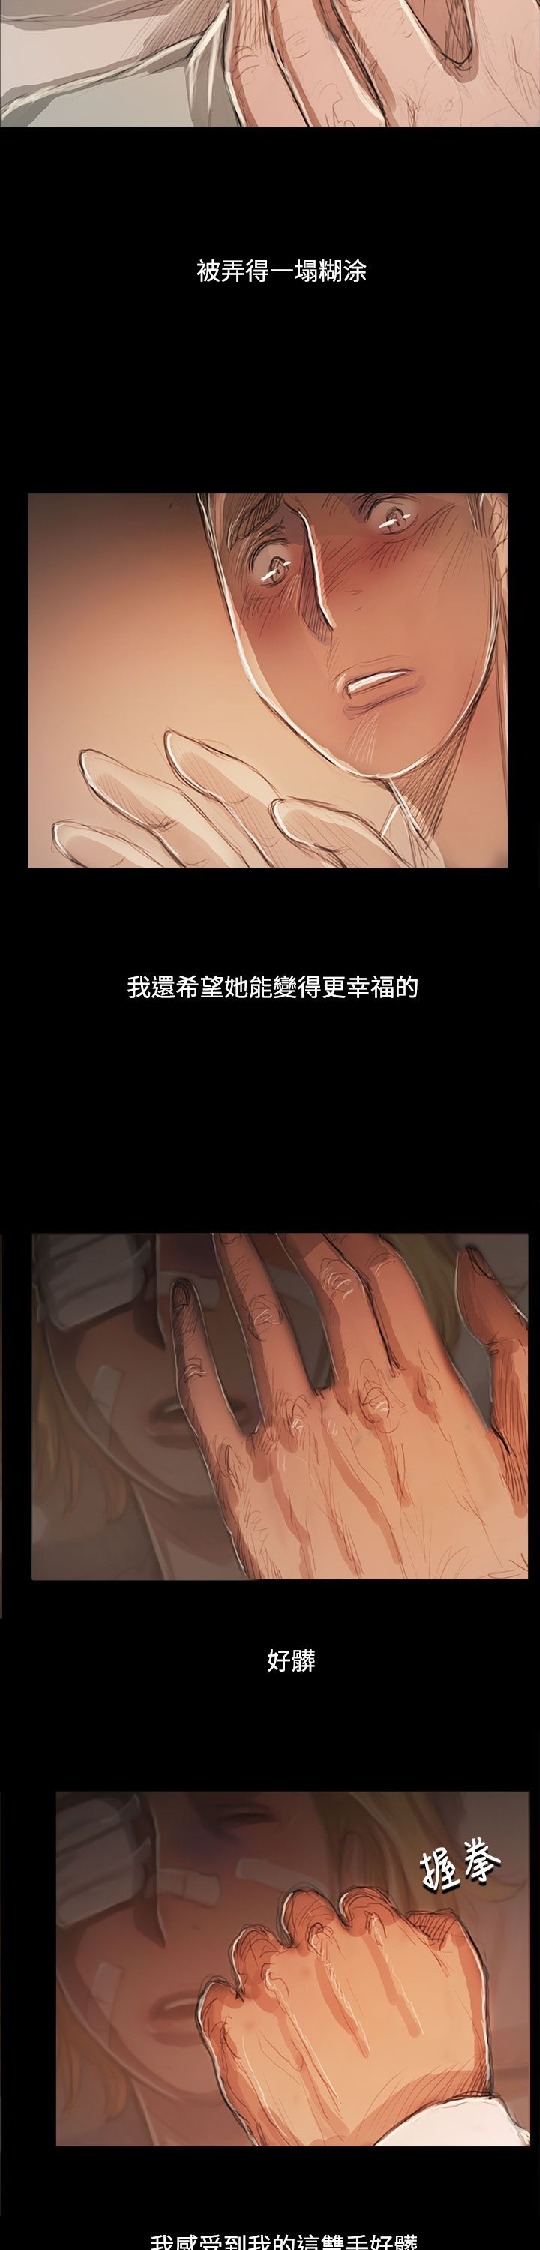 被弄得一塌糊涂
我還希望她能變得更幸福的
好髒
握拳
我感受到我的這雙手好髒